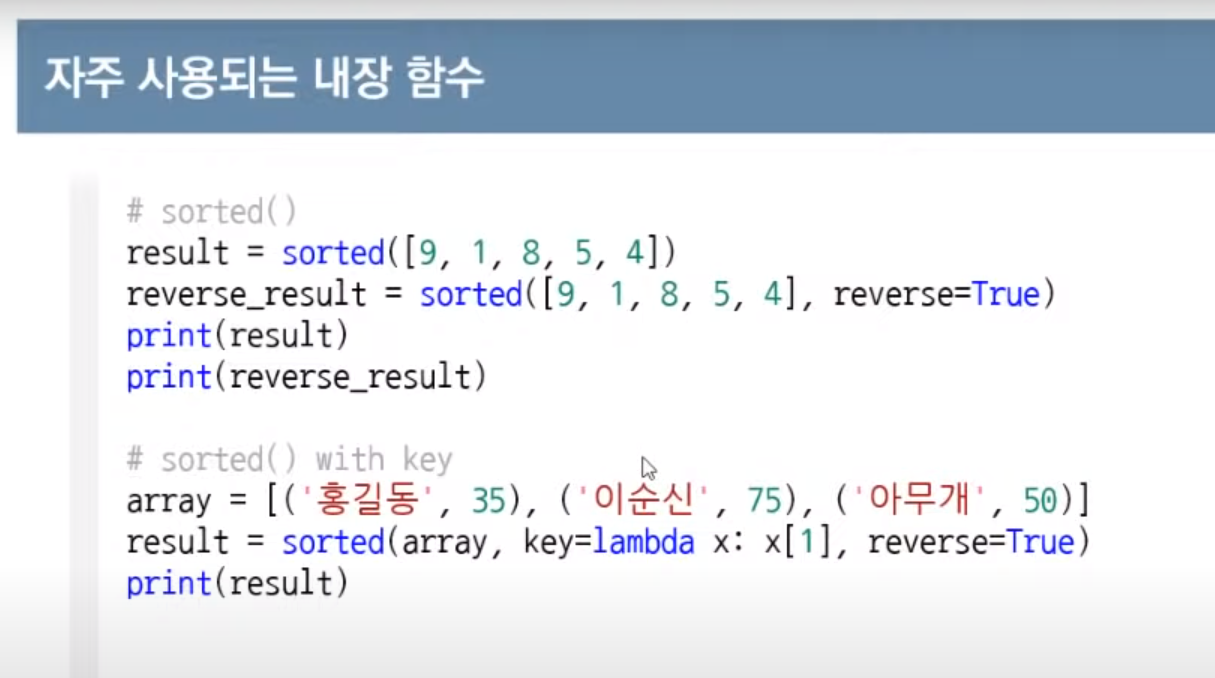 자주 사용되는 내장 함수
# sorted()
result = sorted([9, 1, 8, 5, 4])
reverse_result = sorted([9, 1, 8, 5, 4], reverse=True)
print(result)
print(reverse_result)
# sorted() with key
array = [('홍길동', 35), ('이순신', 75), ('아무개', 50)]
result = sorted(array, key=lambda x: x[1], reverse=True)
print(result)